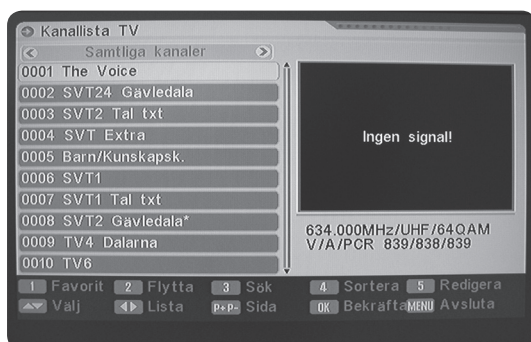 Kanallista TV
Samtliga kanaler
0001 The Voice
0002 SVT24 Gävledala
0003 SVT2 Tal txt
0004 SVT Extra
0005 Barn/Kunskapsk.
0006 SVT1
0007 SVT1 Tal txt
0008 SVT2 Gävledala*
0009 TV4 Dalarna
0010 TV6
Ingen signal!
634.000MHz/UHF/64QAM
V/A/PCR 839/838/839
1 Favorit 2 Flytta 3 Sök 4 Sortera 5 Redigera
Välj Lista P+P- Sida OK Bekräfta MENU Avsluta